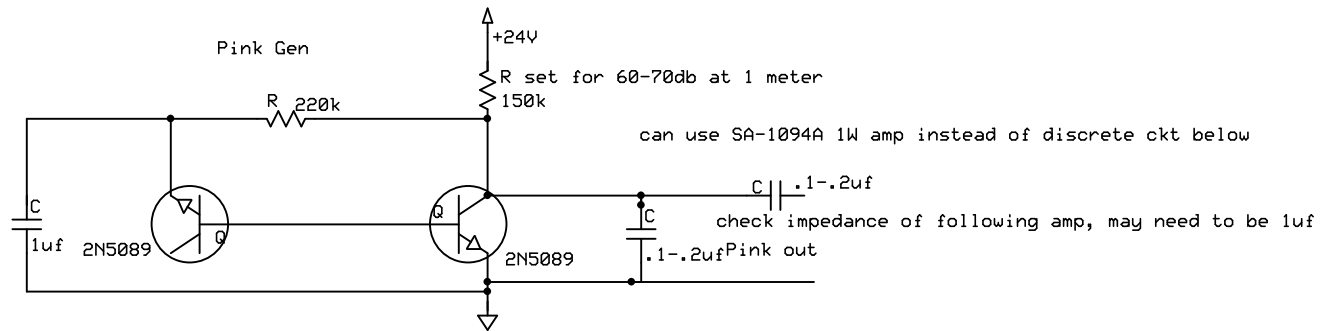 +24V
Pink Gen
R set for 60-70db at 1 meter
150k
R 220k
can use SA-1094A 1W amp instead of discrete ckt below
C .1-.2uf
C
Q
C
check impedance of following amp, may need to be 1uf
Q
1uf
2N5089
2N5089
.1-.2uf
Pink out